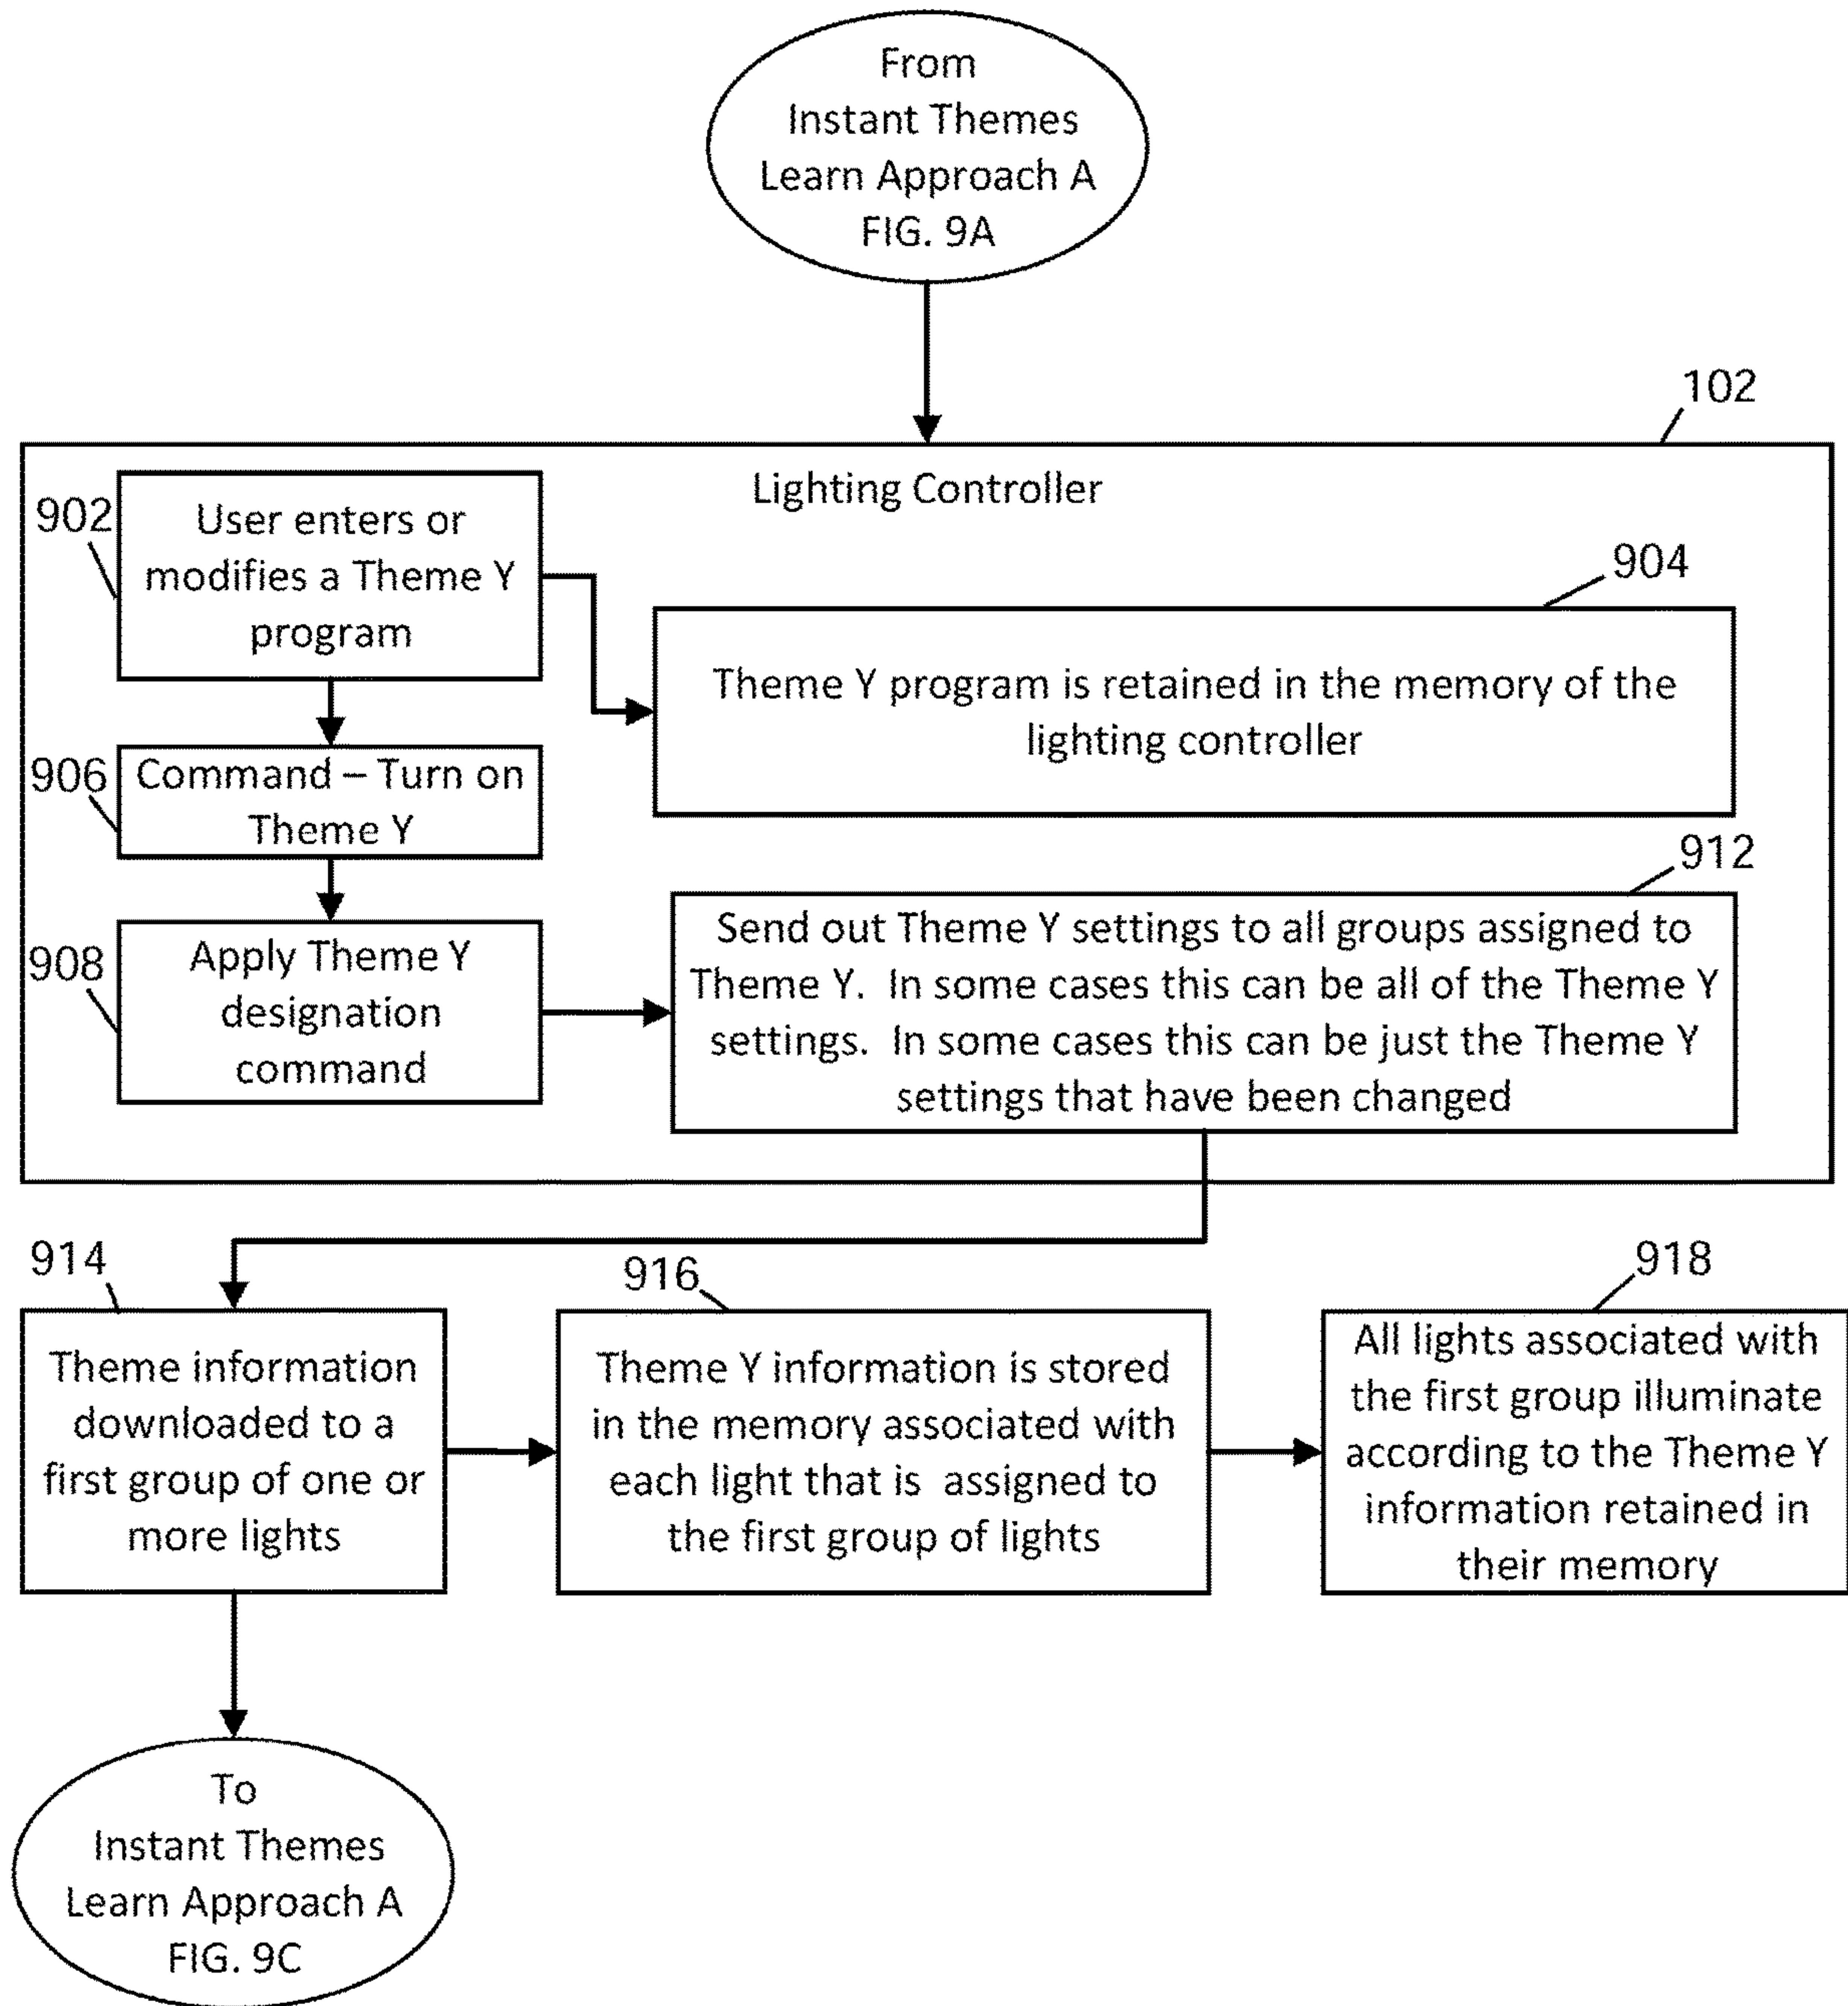 From
Instant Themes
Learn Approach A
FIG. 9A
102
Lighting Controller
902
User enters or
modifies a Theme Y
program
904
Theme Y program is retained in the memory of the
lighting controller
906
Command – Turn on
Theme Y
908
Apply Theme Y
designation
command
912
Send out Theme Y settings to all groups assigned to
Theme Y. In some cases this can be all of the Theme Y
settings. In some cases this can be just the Theme Y
settings that have been changed
914
Theme information
downloaded to a
first group of one or
more lights
916
Theme Y information is stored
in the memory associated with
each light that is assigned to
the first group of lights
918
All lights associated with
the first group illuminate
according to the Theme Y
information retained in
their memory
To
Instant Themes
Learn Approach A
FIG. 9C